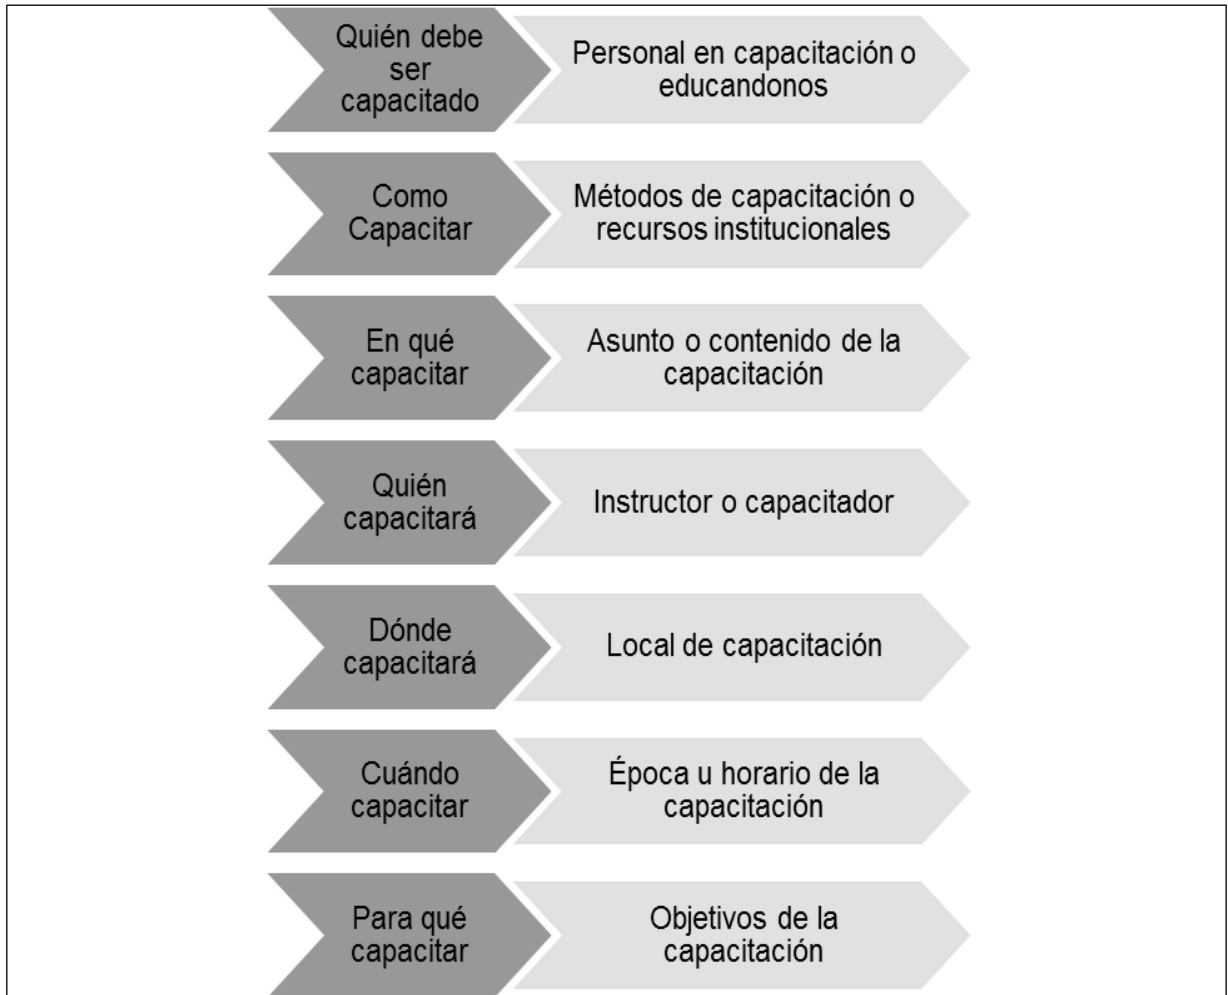 Quién debe
ser
capacitado
Personal en capacitación o
educandonos
Como
Capacitar
Métodos de capacitación o
recursos institucionales
En qué
capacitar
Asunto o contenido de la
capacitación
Quién
capacitará
Instructor o capacitador
Dónde
capacitará
Local de capacitación
Cuándo
capacitar
Época u horario de la
capacitación
Para qué
capacitar
Objetivos de la
capacitación